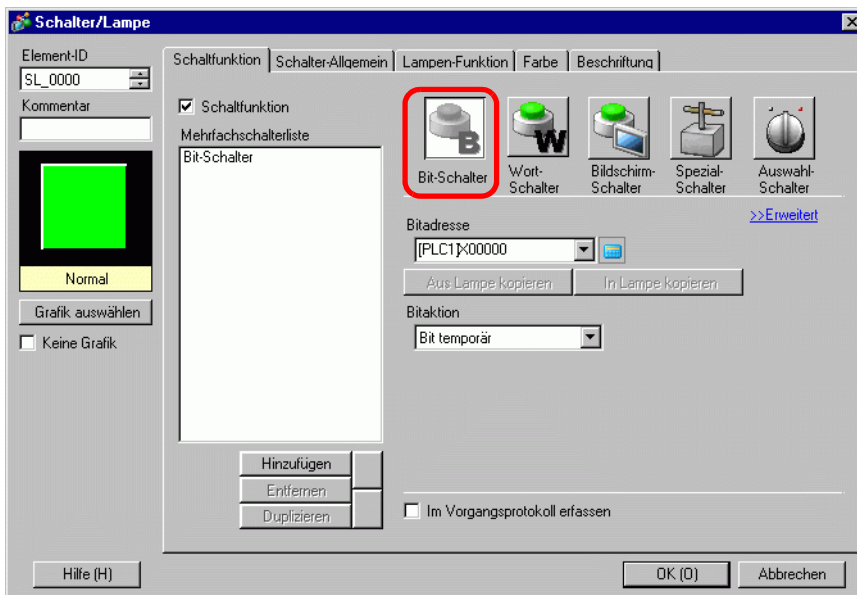 Schalter/Lampe
Element-ID
SL_0000
Kommentar
Normal
Grafik auswählen
Keine Grafik
Schaltfunktion
Schalter-Allgemein
Lampen-Funktion
Farbe
Beschriftung
Schaltfunktion
Mehrfachschalterliste
Bit-Schalter
Hinzufügen
Entfernen
Duplizieren
B
Bit-Schalter
W
Wort-
Schalter
Bildschirm-
Schalter
Spezial-
Schalter
Auswahl-
Schalter
>>Erweitert
Bitadresse
[PLC1]X00000
Aus Lampe kopieren
In Lampe kopieren
Bitaktion
Bit temporär
Im Vorgangsprotokoll erfassen
Hilfe (H)
OK (O)
Abbrechen